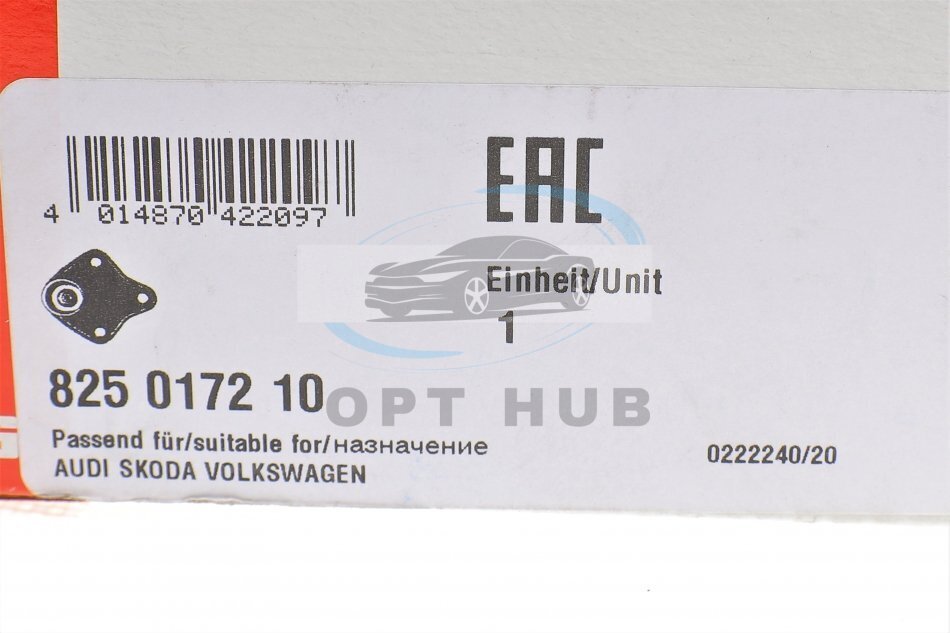 EAC
4 014870 422097
Einheit/Unit
1
825 0172 10
OPT HUB
Passend für/suitable for/назначение
AUDI SKODA VOLKSWAGEN
0222240/20